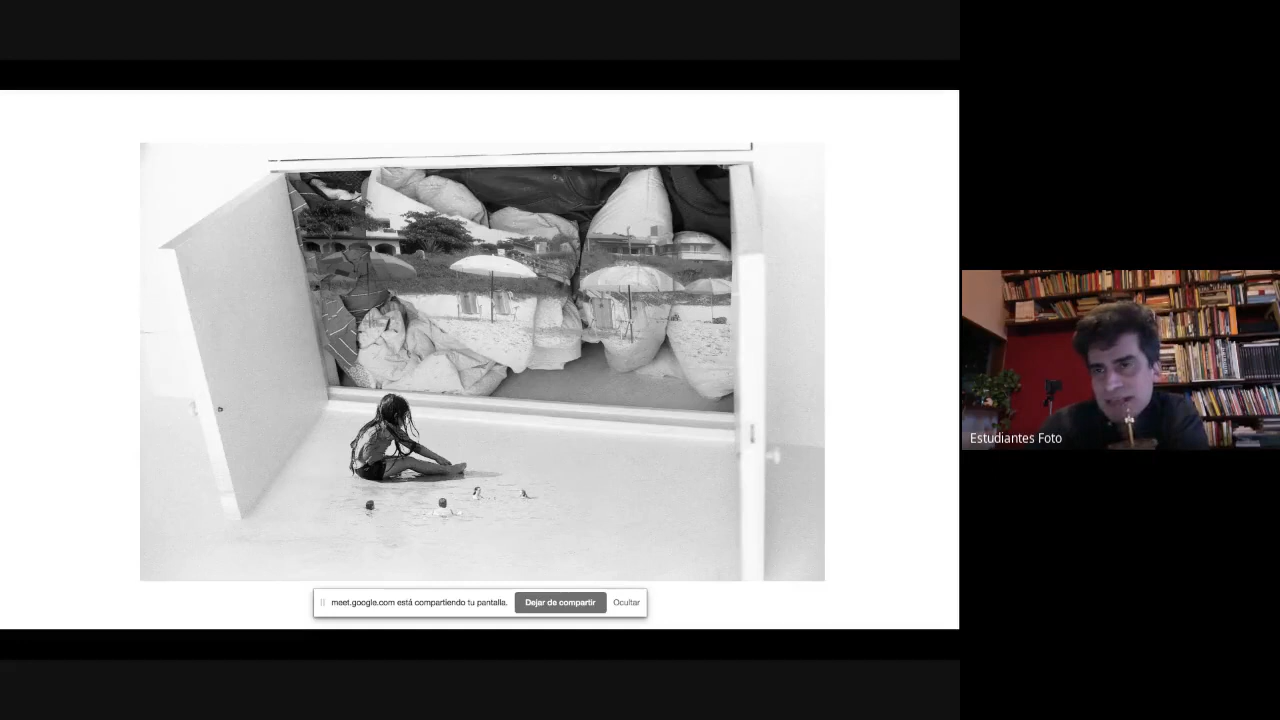 meet.google.com está compartiendo tu pantalla.
Dejar de compartir
Ocultar
Estudiantes Foto